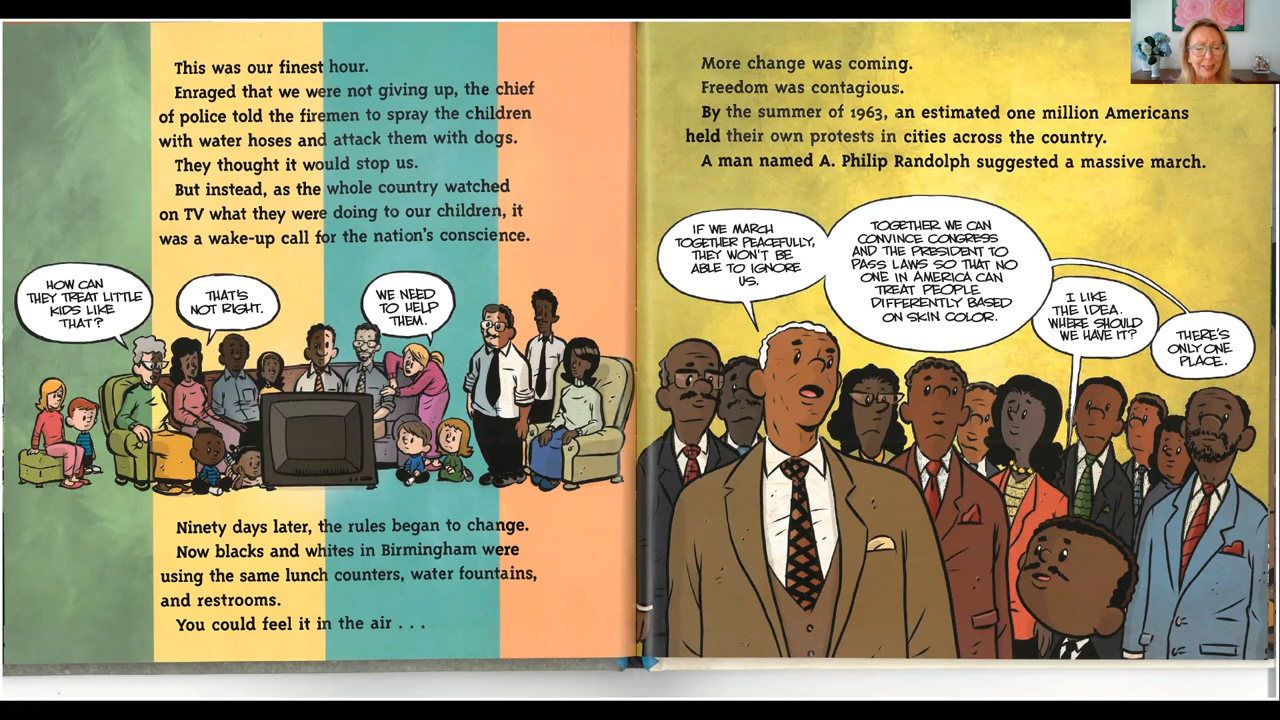 This was our finest hour.
Enraged that we were not giving up, the chief
of police told the firemen to spray the children
with water hoses and attack them with dogs.
They thought it would stop us.
But instead, as the whole country watched
on TV what they were doing to our children, it
was a wake-up call for the nation's conscience.
HOW CAN
THEY TREAT LITTLE
KIDS LIKE
THAT?
THAT'S
NOT RIGHT.
WE NEED
TO HELP
THEM.
Ninety days later, the rules began to change.
Now blacks and whites in Birmingham were
using the same lunch counters, water fountains,
and restrooms.
You could feel it in the air . . .
More change was coming.
Freedom was contagious.
By the summer of 1963, an estimated one million Americans
held their own protests in cities across the country.
A man named A. Philip Randolph suggested a massive march.
IF WE MARCH
TOGETHER PEACEFULLY,
THEY WON'T BE
ABLE TO IGNORE
US.
TOGETHER WE CAN
CONVINCE CONGRESS
AND THE PRESIDENT TO
PASS LAWS SO THAT NO
ONE IN AMERICA CAN
TREAT PEOPLE
DIFFERENTLY BASED
ON SKIN COLOR.
I LIKE
THE IDEA.
WHERE SHOULD
WE HAVE IT?
THERE'S
ONLY ONE
PLACE.